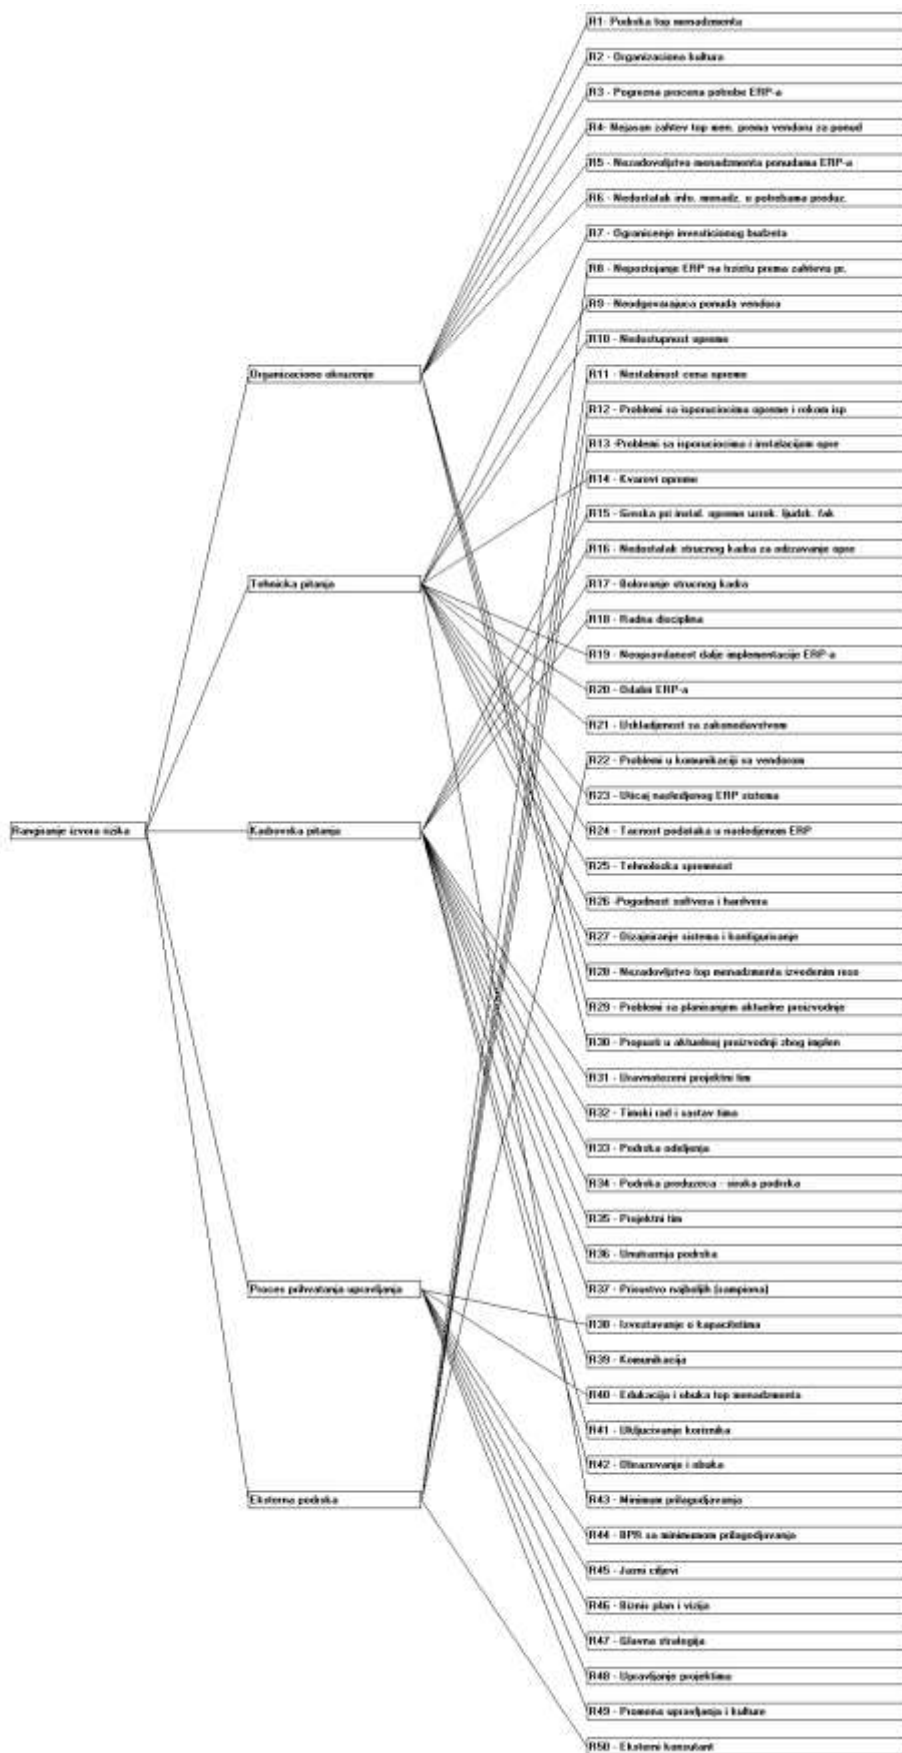 Rangiranje izvora rizika
Organizaciono okruzenje
Tehnicka pitanja
Kadrovska pitanja
Proces prihvatanja upravljanja
Eksterna podrska
R1- Podrska top menadzmenta
R2 - Organizaciona kultura
R3 - Pogresna procena potrebe ERP-a
R4- Nejasan zahtev top men. prema vendoru za ponud
R5 - Nezadovoljstvo menadzmenta ponudama ERP-a
R6 - Nedostatak info. menadz. o potrebama preduz.
R7 - Ogranicenje investicionog budzeta
R8 - Nepostojanje ERP na trzistu prema zahtevu pr.
R9 - Neodgovarajuca ponuda vendora
R10 - Nedostupnost opreme
R11 - Nestabinost cena opreme
R12 - Problemi sa isporuciocima opreme i rokom isp
R13 -Problemi sa isporuciocima i instalacijom opre
R14 - Kvarovi opreme
R15 - Greska pri instal. opreme uzrok. ljudsk. fak
R16 - Nedostatak strucnog kadra za odrzavanje opre
R17 - Bolovanje strucnog kadra
R18 - Radna disciplina
R19 - Neopravdanost dalje implementacije ERP-a
R20 - Odabir ERP-a
R21 - Uskladjenost sa zakonodavstvom
R22 - Problemi u komunikaciji sa vendorom
R23 - Uticaj nasledjenog ERP sistema
R24 - Tacnost podataka u nasledjenom ERP
R25 - Tehnoloska spremnost
R26 -Pogodnost softvera i hardvera
R27 - Dizajniranje sistema i konfigurisanje
R28 - Nezadovljstvo top menadzmenta izvedenim rese
R29 - Problemi sa planiranjem aktuelne proizvodnje
R30 - Propusti u aktuelnoj proizvodnji zbog implen
R31 - Uravnotezeni projektni tim
R32 - Timski rad i sastav tima
R33 - Podrska odeljenja
R34 - Podrska preduzeca - siroka podrska
R35 - Projektni tim
R36 - Unutrasnja podrska
R37 - Prisustvo najboljih (sampiona)
R38 - Izvestavanje o kapacitetima
R39 - Komunikacija
R40 - Edukacija i obuka top menadzmenta
R41 - Ukljucivanje korisnika
R42 - Obrazovanje i obuka
R43 - Minimum prilagodjavanja
R44 - BPR sa minimumom prilagodjavanja
R45 - Jasni ciljevi
R46 - Biznis plan i vizija
R47 - Glavna strategija
R48 - Upravljanje projektima
R49 - Promena upravljanja i kulture
R50 - Eksterni konsultant